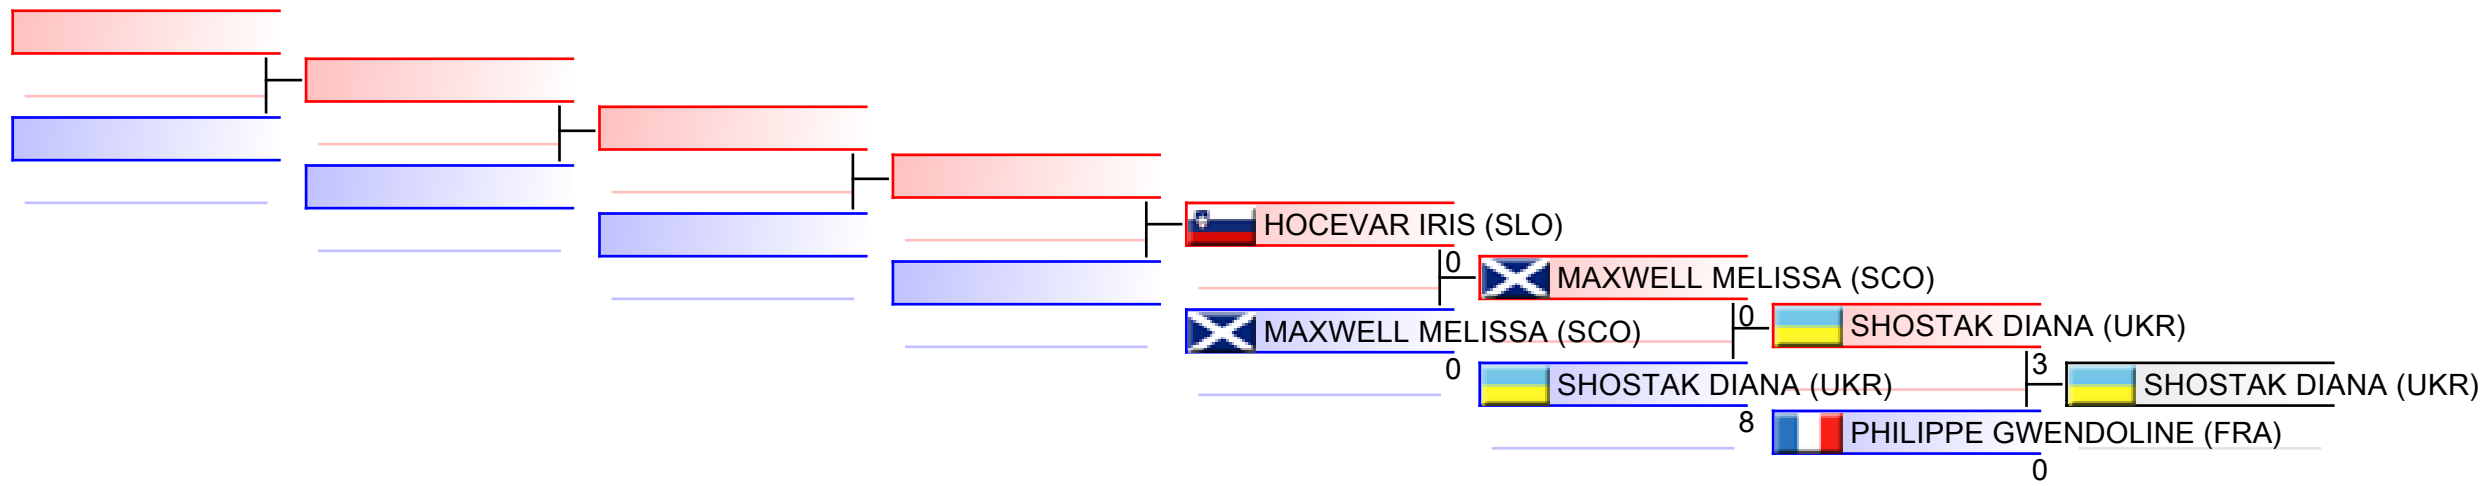 HOCEVAR IRIS (SLO)
0
MAXWELL MELISSA (SCO)
MAXWELL MELISSA (SCO)
0
0
SHOSTAK DIANA (UKR)
SHOSTAK DIANA (UKR)
8
3
SHOSTAK DIANA (UKR)
PHILIPPE GWENDOLINE (FRA)
0